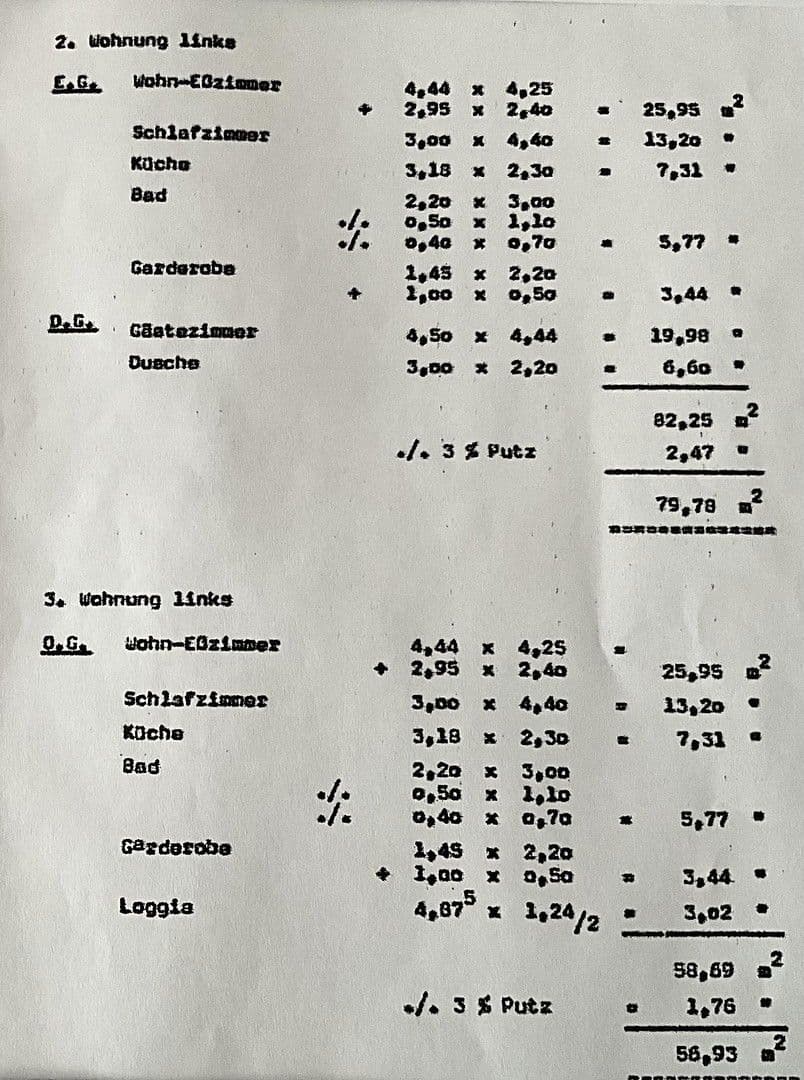 2. Wohnung links
E.G. Wohn-Eßzimmer 4,44 x 4,25
+ 2,95 x 2,40 = 25,95 m²
Schlafzimmer 3,00 x 4,40 = 13,20 "
Küche 3,18 x 2,30 = 7,31 "
Bad 2,20 x 3,00
./. 0,50 x 1,10
./. 0,40 x 0,70 = 5,77 "
Garderobe 1,45 x 2,20
+ 1,00 x 0,50 = 3,44 "
D.G. Gästezimmer 4,50 x 4,44 = 19,98 "
Dusche 3,00 x 2,20 = 6,60 "
82,25 m²
./. 3 % Putz 2,47 "
79,78 m²
3. Wohnung links
O.G. Wohn-Eßzimmer 4,44 x 4,25 =
+ 2,95 x 2,40 25,95 m²
Schlafzimmer 3,00 x 4,40 = 13,20 "
Küche 3,18 x 2,30 = 7,31 "
Bad 2,20 x 3,00
./. 0,50 x 1,10
./. 0,40 x 0,70 = 5,77 "
Garderobe 1,45 x 2,20
+ 1,00 x 0,50 = 3,44 "
Loggia 4,87⁵ x 1,24/2 = 3,02 "
58,69 m²
./. 3 % Putz = 1,76 "
56,93 m²